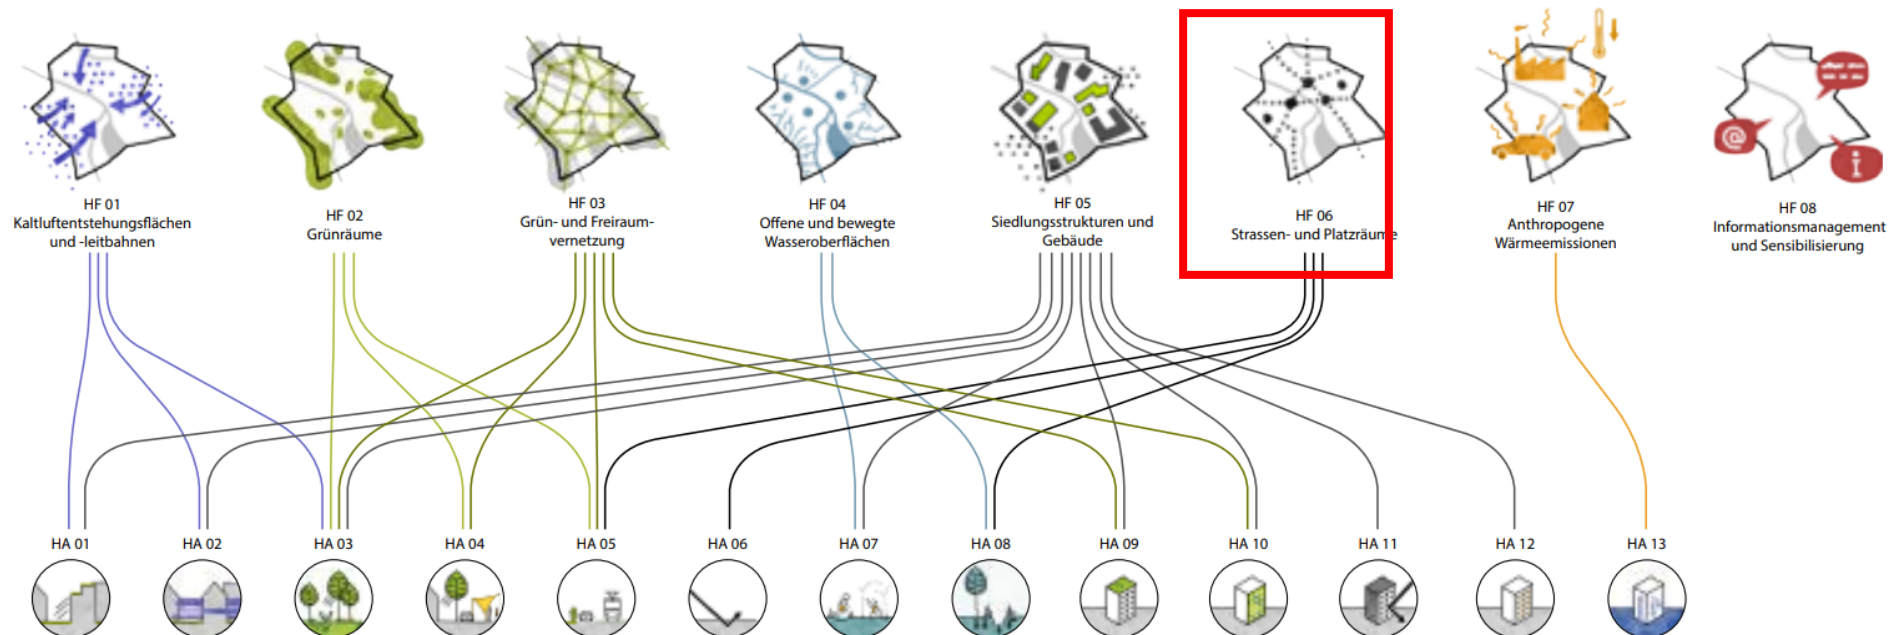 HF 01
Kaltluftentstehungsflächen
und -leitbahnen
HF 02
Grünräume
HF 03
Grün- und Freiraum-
vernetzung
HF 04
Offene und bewegte
Wasseroberflächen
HF 05
Siedlungsstrukturen und
Gebäude
HF 06
Strassen- und Platzräume
HF 07
Anthropogene
Wärmeemissionen
@
i
HF 08
Informationsmanagement
und Sensibilisierung
HA 01
HA 02
HA 03
HA 04
HA 05
HA 06
HA 07
HA 08
HA 09
HA 10
HA 11
HA 12
HA 13